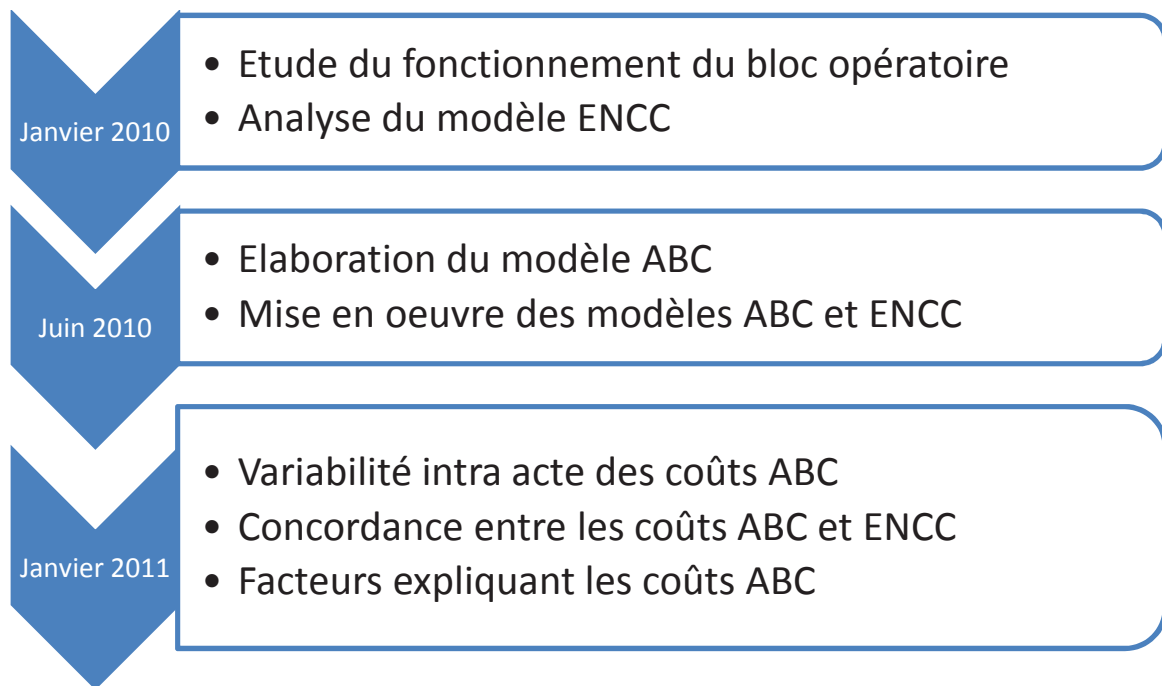 Janvier 2010
• Etude du fonctionnement du bloc opératoire
• Analyse du modèle ENCC
Juin 2010
• Elaboration du modèle ABC
• Mise en oeuvre des modèles ABC et ENCC
Janvier 2011
• Variabilité intra acte des coûts ABC
• Concordance entre les coûts ABC et ENCC
• Facteurs expliquant les coûts ABC